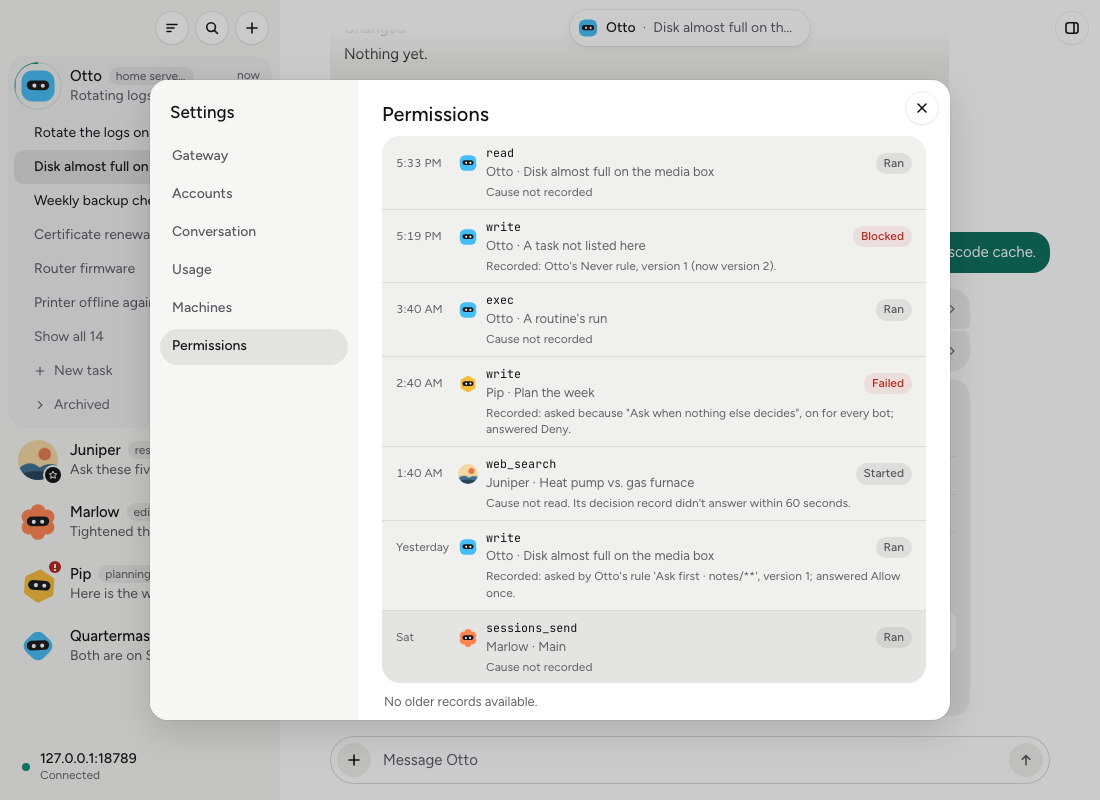 Changed
Otto · Disk almost full on th…
Nothing yet.
Otto home serve… now
Rotating logs
Rotate the logs on
Disk almost full on
Weekly backup che
Certificate renewa
Router firmware
Printer offline again
Show all 14
+ New task
Archived
Juniper res
Ask these fiv
Marlow edi
Tightened th
Pip planning
Here is the w
Quartermas
Both are on S
127.0.0.1:18789
Connected
Settings
Gateway
Accounts
Conversation
Usage
Machines
Permissions
Permissions
5:33 PM read Ran
Otto · Disk almost full on the media box
Cause not recorded
5:19 PM write Blocked
Otto · A task not listed here
Recorded: Otto's Never rule, version 1 (now version 2).
3:40 AM exec Ran
Otto · A routine's run
Cause not recorded
2:40 AM write Failed
Pip · Plan the week
Recorded: asked because "Ask when nothing else decides", on for every bot;
answered Deny.
1:40 AM web_search Started
Juniper · Heat pump vs. gas furnace
Cause not read. Its decision record didn't answer within 60 seconds.
Yesterday write Ran
Otto · Disk almost full on the media box
Recorded: asked by Otto's rule 'Ask first · notes/**', version 1; answered Allow
once.
Sat sessions_send Ran
Marlow · Main
Cause not recorded
No older records available.
scode cache.
Message Otto